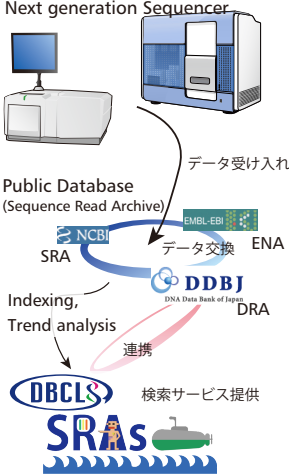 Next generation Sequencer
データ受け入れ
Public Database
(Sequence Read Archive)
NCBI
EMBL-EBI
SRA
データ交換
ENA
DDBJ
DNA Data Bank of Japan
DRA
Indexing,
Trend analysis
連携
DBCLS
検索サービス提供
SRAs